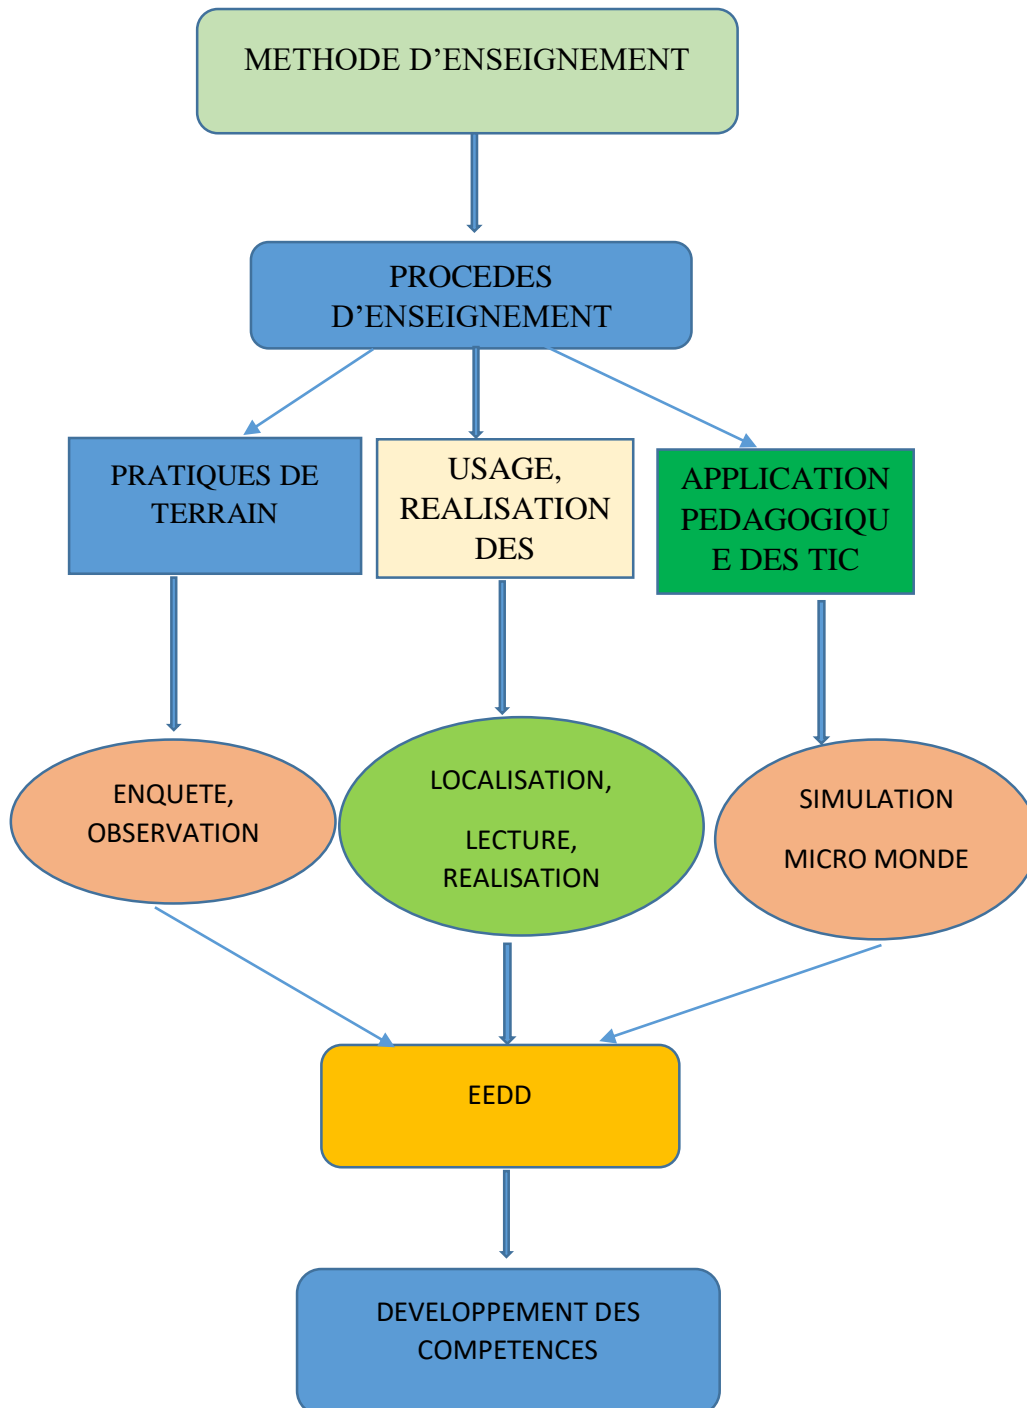 METHODE D’ENSEIGNEMENT
PROCEDES
D’ENSEIGNEMENT
PRATIQUES DE
TERRAIN
USAGE,
REALISATION
DES
APPLICATION
PEDAGOGIQU
E DES TIC
ENQUETE,
OBSERVATION
LOCALISATION,
LECTURE,
REALISATION
SIMULATION
MICRO MONDE
EEDD
DEVELOPPEMENT DES
COMPETENCES